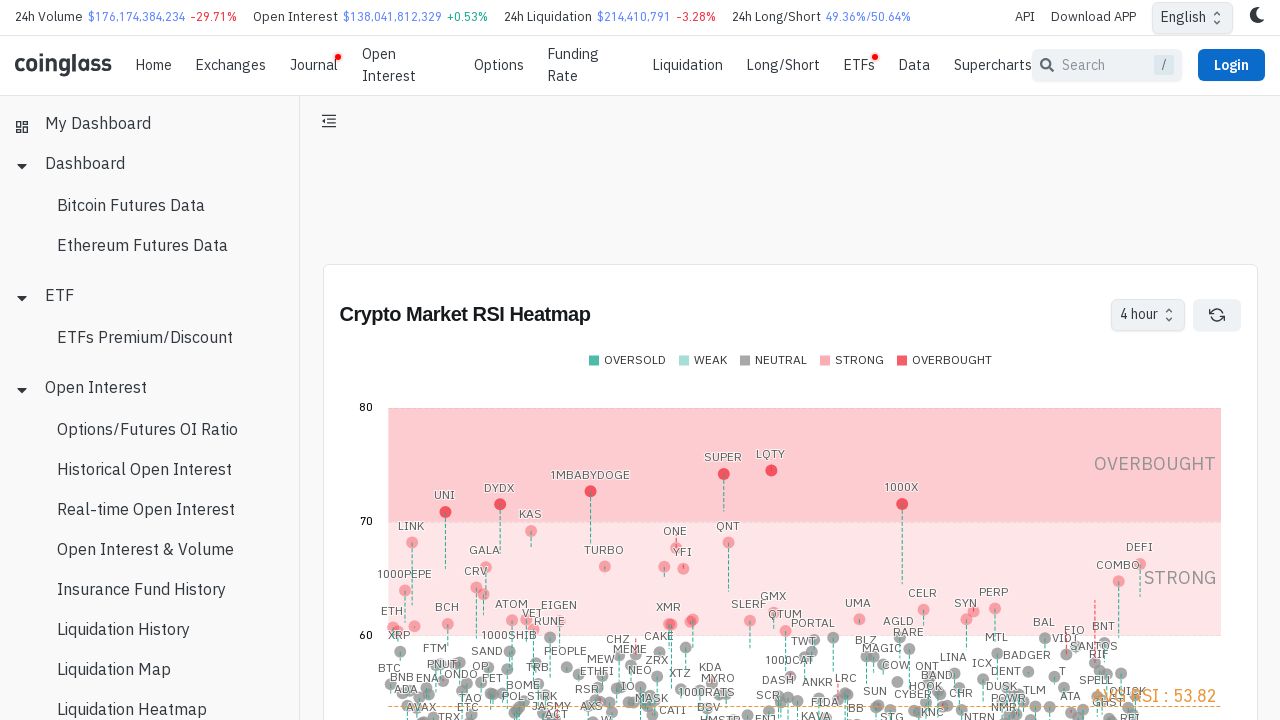 24h Volume $176,174,384,234 -29.71% Open Interest $138,041,812,329 +0.53% 24h Liquidation $214,410,791 -3.28% 24h Long/Short 49.36%/50.64% API Download APP English
coinglass Home Exchanges Journal Open Interest Options Funding Rate Liquidation Long/Short ETFs Data Supercharts Search / Login
My Dashboard
Dashboard
Bitcoin Futures Data
Ethereum Futures Data
ETF
ETFs Premium/Discount
Open Interest
Options/Futures OI Ratio
Historical Open Interest
Real-time Open Interest
Open Interest & Volume
Insurance Fund History
Liquidation History
Liquidation Map
Liquidation Heatmap
Crypto Market RSI Heatmap 4 hour
OVERSOLD WEAK NEUTRAL STRONG OVERBOUGHT
80
SUPER LQTY
OVERBOUGHT
1MBABYDOGE
DYDX 1000X
UNI
KAS
70
LINK ONE QNT
GALA TURBO YFI DEFI
COMBO
1000PEPE CRV
STRONG
GMX CELR PERP
ETH BCH ATOM EIGEN XMR SLERF UMA SYN
VET RUNE QTUM PORTAL AGLD BAL
EIO BNT
60
XRP 1000SHIB CHZ CAKE TWT BLZ RARE MTL VIDT
FTM SAND PEOPLE MEME MAGIC SANTOS
MEW ZRX 1000CAT COW ICX BADGER RIF
LINA
BTC PNUT OP TRB ETHFI NEO XTZ KDA ONT DENT T
BNB ENA ONDO FET MYRO DASH ANKR LRC BAND SPELL
ADA TAO BOME RSR IO 1000RATS SCR SUN HOOK DUSK TLM QUICK
POL STRK MASK FIDA CYBER CHR POWR ATA GHST
AVG RSI : 53.82
AVAX ETC JASMY AXS CATI BSV BB KNC NMR
TRX ACT HMSTR ENJ KAVA STG NTRN REI